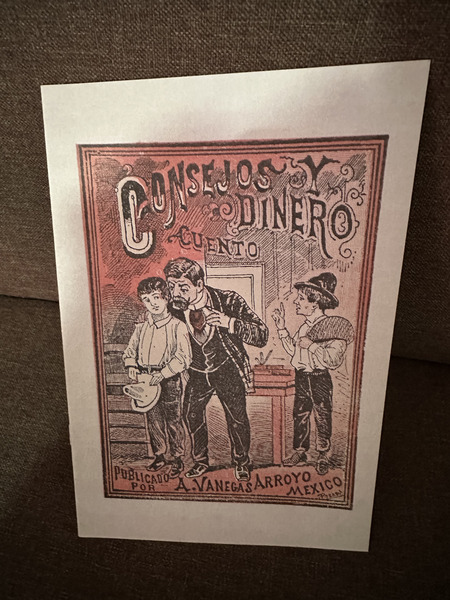 CONSEJOS Y
DINERO
CUENTO
PUBLICADO
POR A. VANEGAS ARROYO
MEXICO